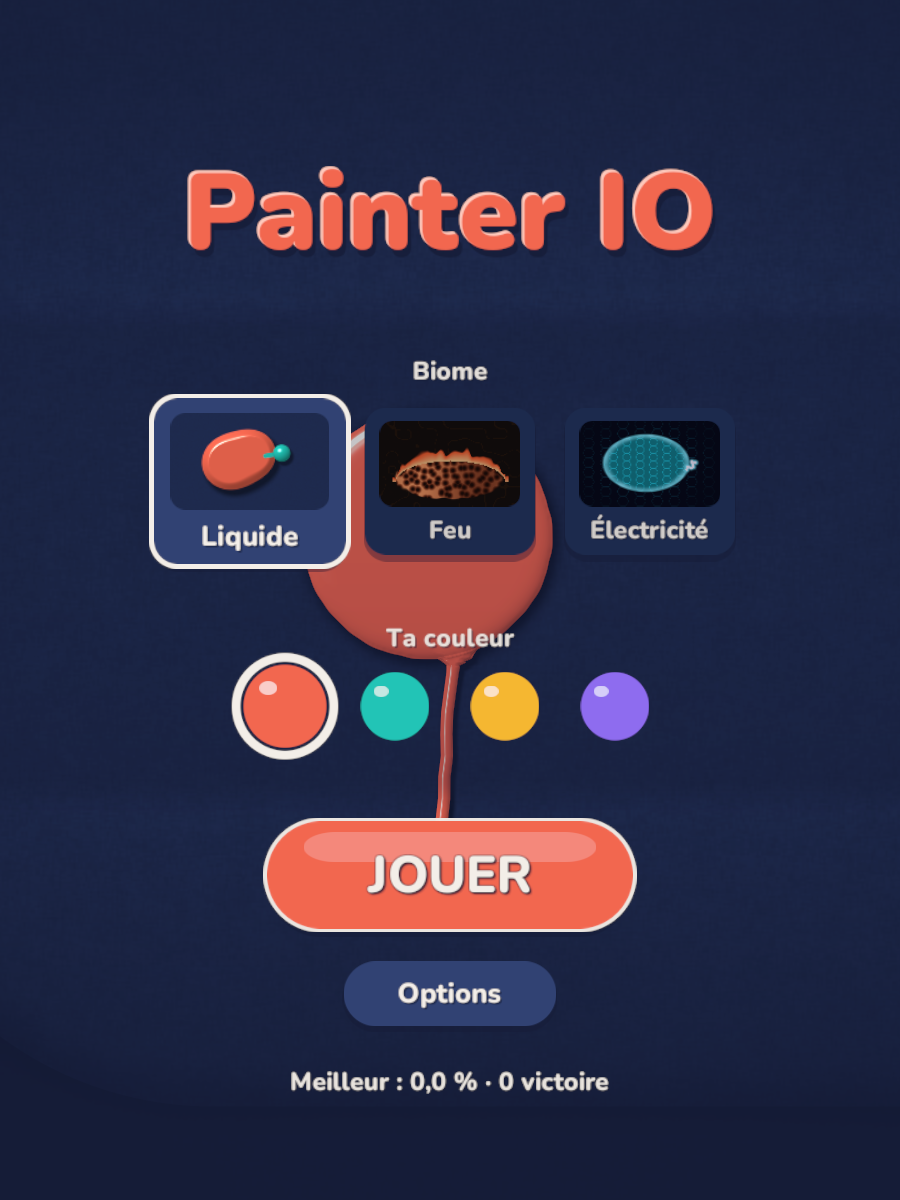 Painter IO
Biome
Liquide
Feu
Électricité
Ta couleur
JOUER
Options
Meilleur : 0,0 % · 0 victoire